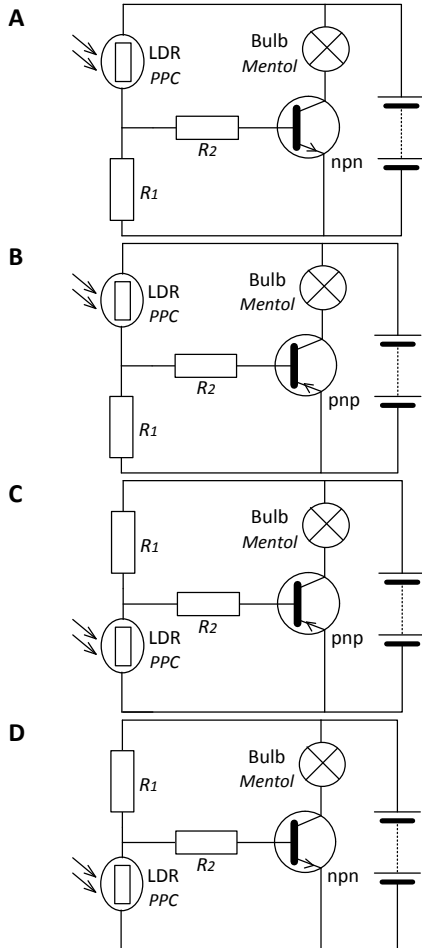 A
LDR
PPC
Bulb
Mentol
R2
npn
R1
B
LDR
PPC
Bulb
Mentol
R2
pnp
R1
C
R1
Bulb
Mentol
R2
pnp
LDR
PPC
D
R1
Bulb
Mentol
R2
npn
LDR
PPC